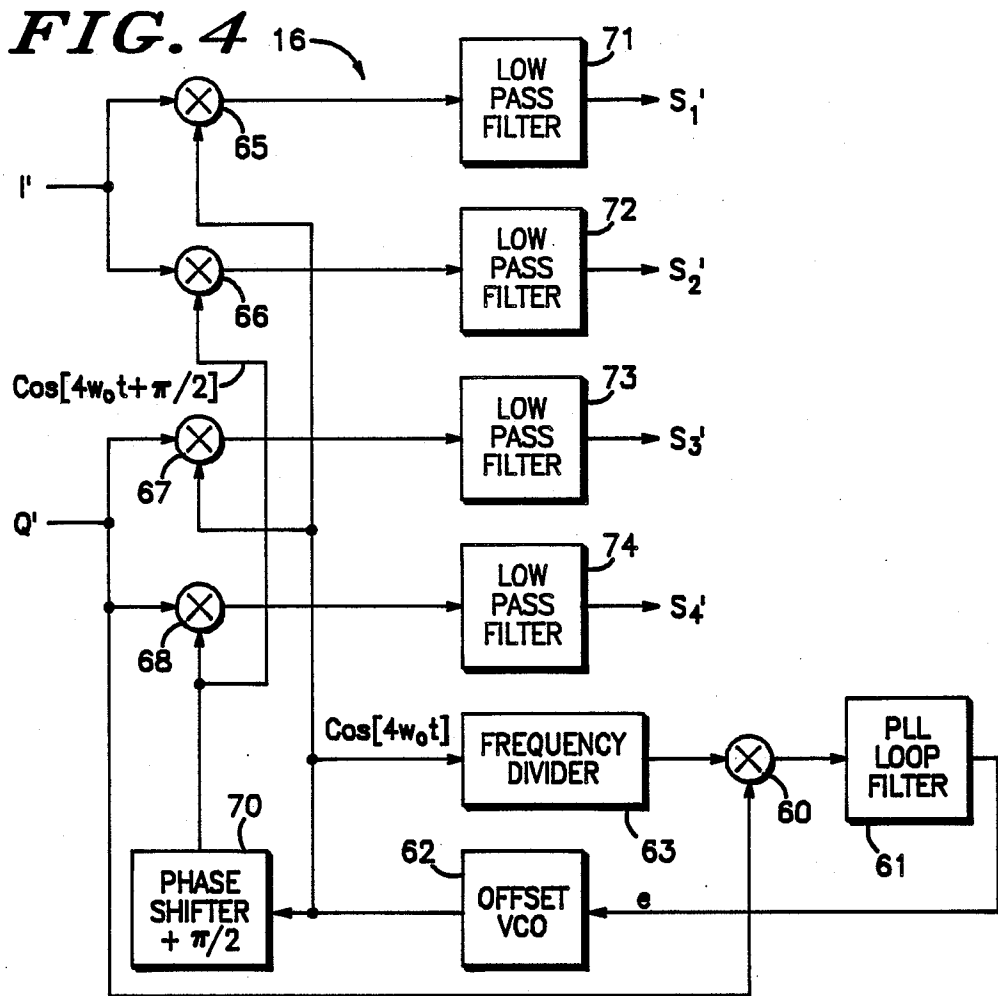 FIG. 4
16
71
LOW
PASS
FILTER
S₁'
65
I'
72
LOW
PASS
FILTER
S₂'
66
Cos[4w₀t+π/2]
73
LOW
PASS
FILTER
S₃'
67
Q'
74
LOW
PASS
FILTER
S₄'
68
Cos[4w₀t]
FREQUENCY
DIVIDER
63
60
PLL
LOOP
FILTER
61
70
PHASE
SHIFTER
+ π/2
62
OFFSET
VCO
e